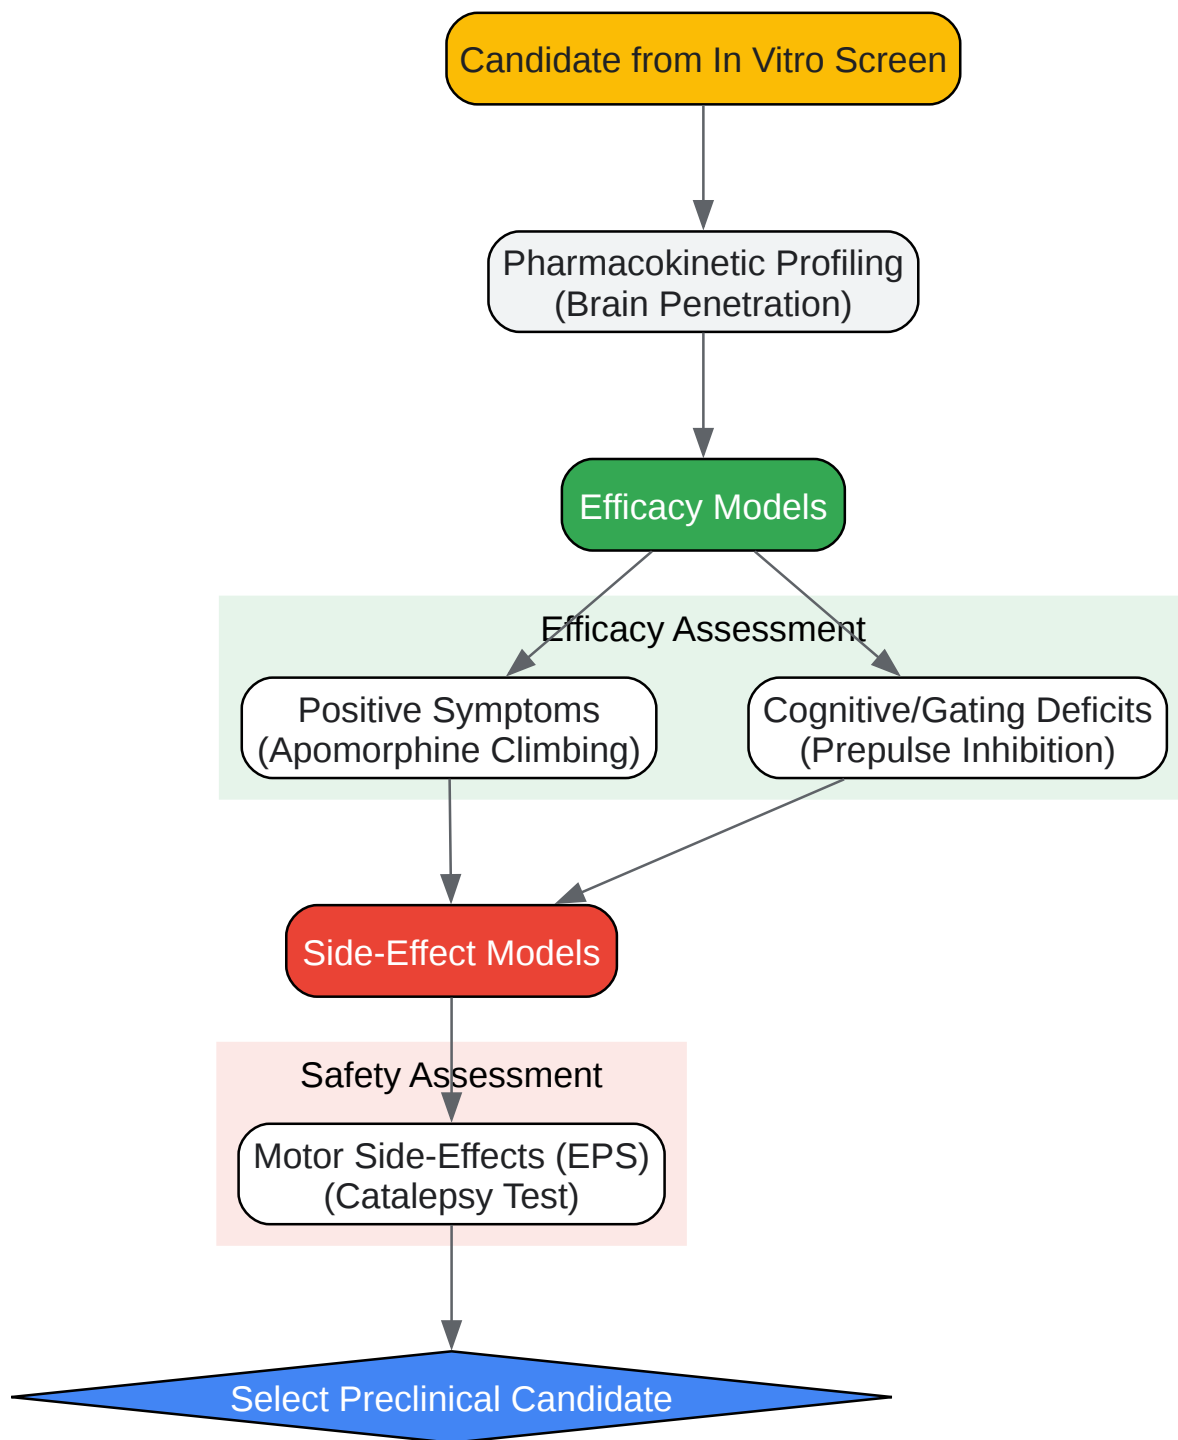 Candidate from In Vitro Screen
Pharmacokinetic Profiling
(Brain Penetration)
Efficacy Models
Efficacy Assessment
Positive Symptoms
(Apomorphine Climbing)
Cognitive/Gating Deficits
(Prepulse Inhibition)
Side-Effect Models
Safety Assessment
Motor Side-Effects (EPS)
(Catalepsy Test)
Select Preclinical Candidate